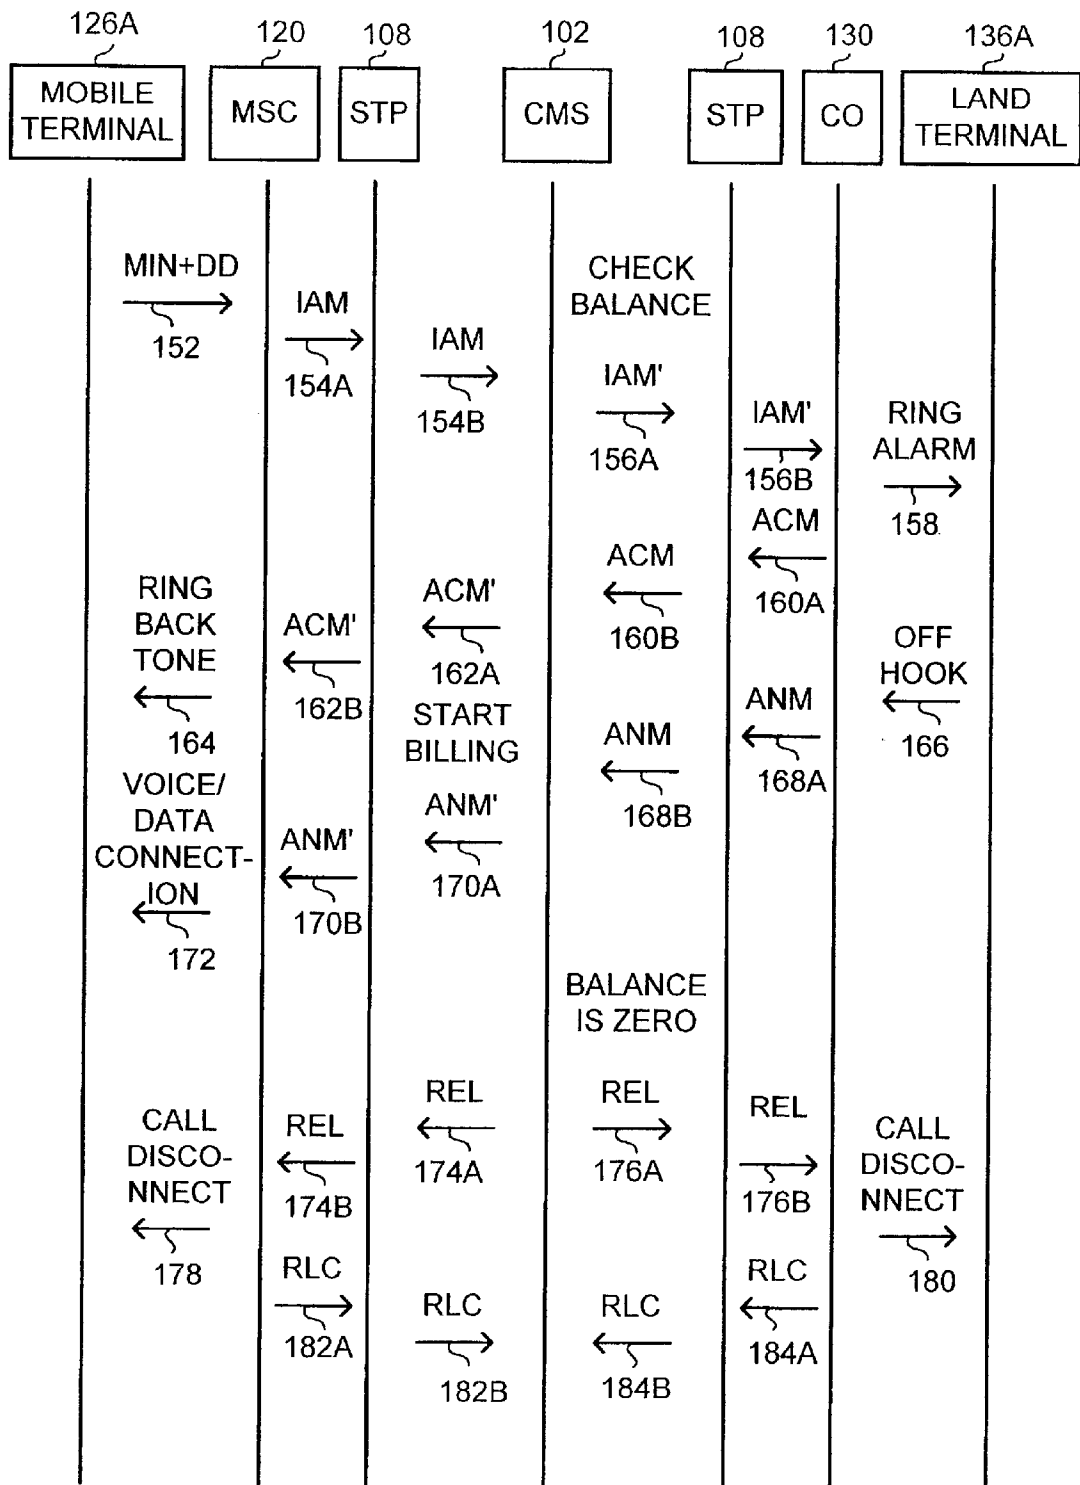 126A
120
108
102
108
130
136A
MOBILE
TERMINAL
MSC
STP
CMS
STP
CO
LAND
TERMINAL
MIN+DD
152
IAM
154A
IAM
154B
CHECK
BALANCE
IAM'
156A
IAM'
156B
RING
ALARM
158
ACM
160A
ACM
160B
ACM'
162A
ACM'
162B
RING
BACK
TONE
164
OFF
HOOK
166
ANM
168A
ANM
168B
START
BILLING
ANM'
170A
ANM'
170B
VOICE/
DATA
CONNECT-
ION
172
BALANCE
IS ZERO
REL
174A
REL
174B
REL
176A
REL
176B
CALL
DISCO-
NNECT
178
CALL
DISCO-
NNECT
180
RLC
182A
RLC
182B
RLC
184A
RLC
184B